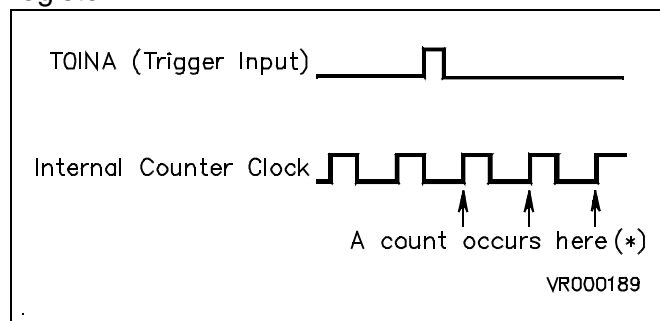 T0INA (Trigger Input)
Internal Counter Clock
A count occurs here (*)
VR000189